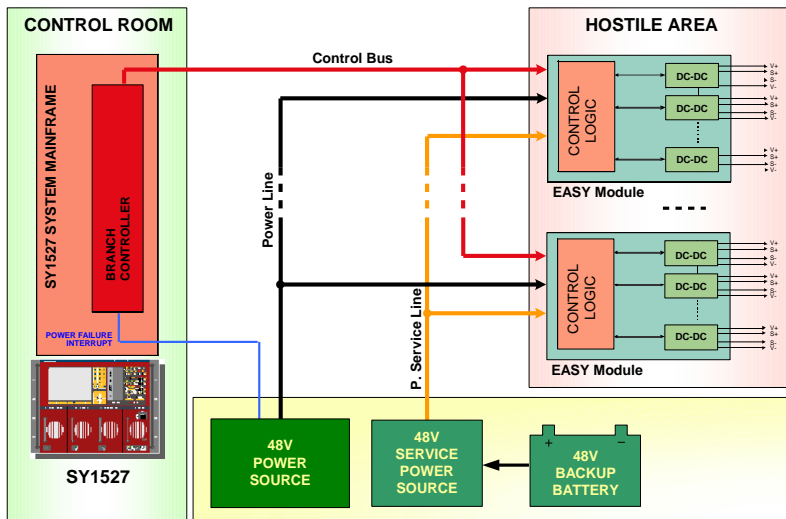 CONTROL ROOM
SY1527 SYSTEM MAINFRAME
BRANCH
CONTROLLER
POWER FAILURE
INTERRUPT
SY1527
Control Bus
Power Line
P. Service Line
HOSTILE AREA
CONTROL
LOGIC
DC-DC
V+
S+
S-
V-
DC-DC
V+
S+
S-
V-
DC-DC
V+
S+
S-
V-
EASY Module
CONTROL
LOGIC
DC-DC
V+
S+
S-
V-
DC-DC
V+
S+
S-
V-
DC-DC
V+
S+
S-
V-
EASY Module
48V
POWER
SOURCE
48V
SERVICE
POWER
SOURCE
+ −
48V
BACKUP
BATTERY